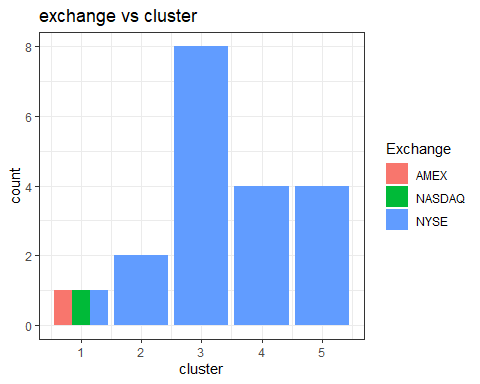 exchange vs cluster
8
6
4
2
0
count
1 2 3 4 5
cluster
Exchange
AMEX
NASDAQ
NYSE